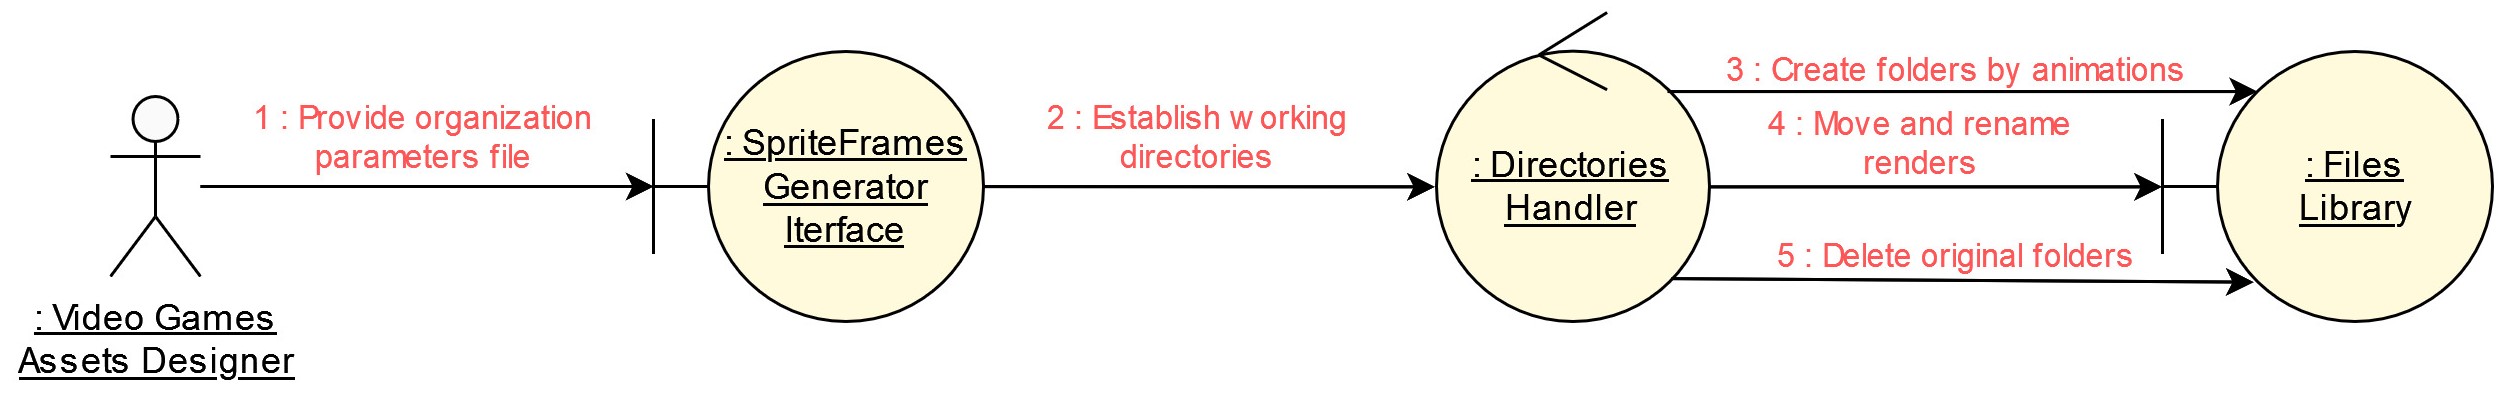 : Video Games
Assets Designer
1 : Provide organization
parameters file
: SpriteFrames
Generator
Iterface
2 : Establish working
directories
: Directories
Handler
3 : Create folders by animations
4 : Move and rename
renders
5 : Delete original folders
: Files
Library